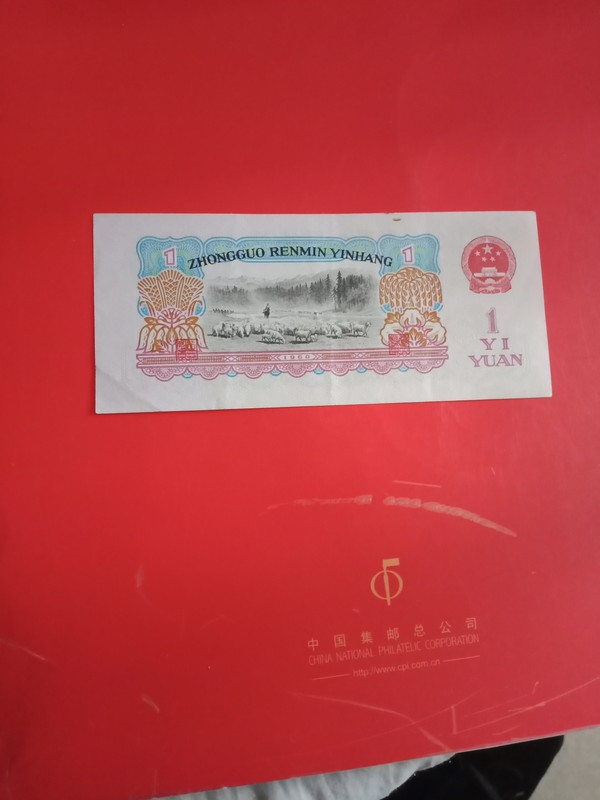 1
1
ZHONGGUO RENMIN YINHANG
1960
1
YI
YUAN
中国集邮总公司
CHINA NATIONAL PHILATELIC CORPORATION
http://www.cpi.com.cn